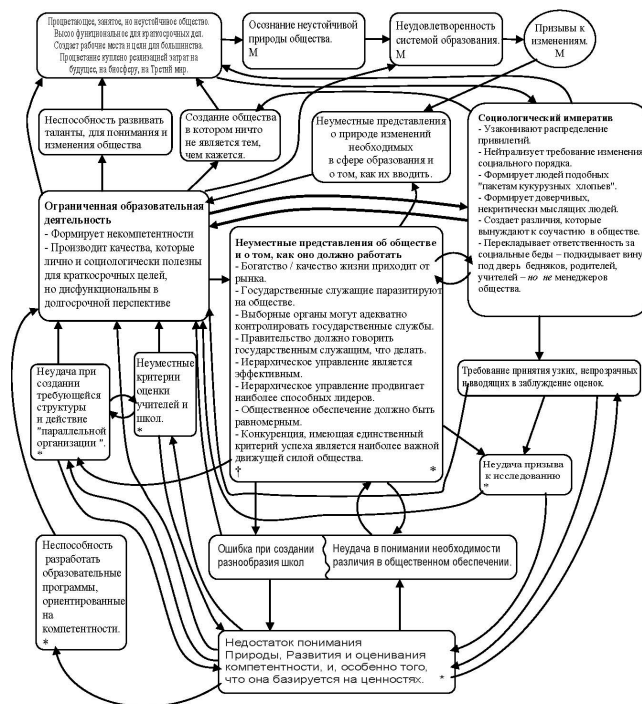 Процветающее, занятое, но неустойчивое общество.
Высоо функциональное для краткосрочных дел.
Создает рабочие места и цели для большинства.
Процветание куплено реализацией затрат на
будущее, на биосферу, на Третий мир.
Осознание неустойчивой
природы общества.
М
Неудовлетворенность
системой образования.
М
Призывы к
изменениям.
М
Неспособность развивать
таланты, для понимания и
изменения общества
Создание общества
в котором ничто
не является тем,
чем кажется.
Неуместные представления
о природе изменений
необходимых
в сфере образования и
о том, как их вводить.
Социологический императив
- Узаконивают распределение
привилегий.
- Нейтрализует требование изменения
социального порядка.
- Формирует людей подобных
"пакетам кукурузных хлопьев".
- Формирует доверчивых,
некритически мыслящих людей.
- Создает различия, которые
вынуждают к соучастию в обществе.
- Перекладывает ответственность за
социальные беды – подкидывает вину
под дверь бедняков, родителей,
учителей – но не менеджеров
общества.
Ограниченная образовательная
деятельность
- Формирует некомпетентности
- Производит качества, которые
лично и социологически полезны
для краткосрочных целей,
но дисфункциональны в
долгосрочной перспективе
Неуместные представления об обществе
и о том, как оно должно работать
- Богатство / качество жизни приходит от
рынка.
- Государственные служащие паразитируют
на обществе.
- Выборные органы могут адекватно
контролировать государственные службы.
- Правительство должно говорить
государственным служащим, что делать.
- Иерархическое управление является
эффективным.
- Иерархическое управление продвигает
наиболее способных лидеров.
- Общественное обеспечение должно быть
равномерным.
- Конкуренция, имеющая единственный
критерий успеха является наиболее важной
движущей силой общества.
† *
Неудача при
создании
требующейся
структуры
и действие
"параллельной
организации ".
*
Неуместные
критерии
оценки
учителей и
школ.
*
Требование принятия узких, непрозрачных
и вводящих в заблуждение оценок.
Неудача призыва
к исследованию
*
Неспособность
разработать
образовательные
программы,
ориентированные
на
компетентности.
*
Ошибка при создании
разнообразия школ
Неудача в понимании необходимости
различия в общественном обеспечении.
Недостаток понимания
Природы, Развития и оценивания
компетентности, и, особенно того,
что она базируется на ценностях. *